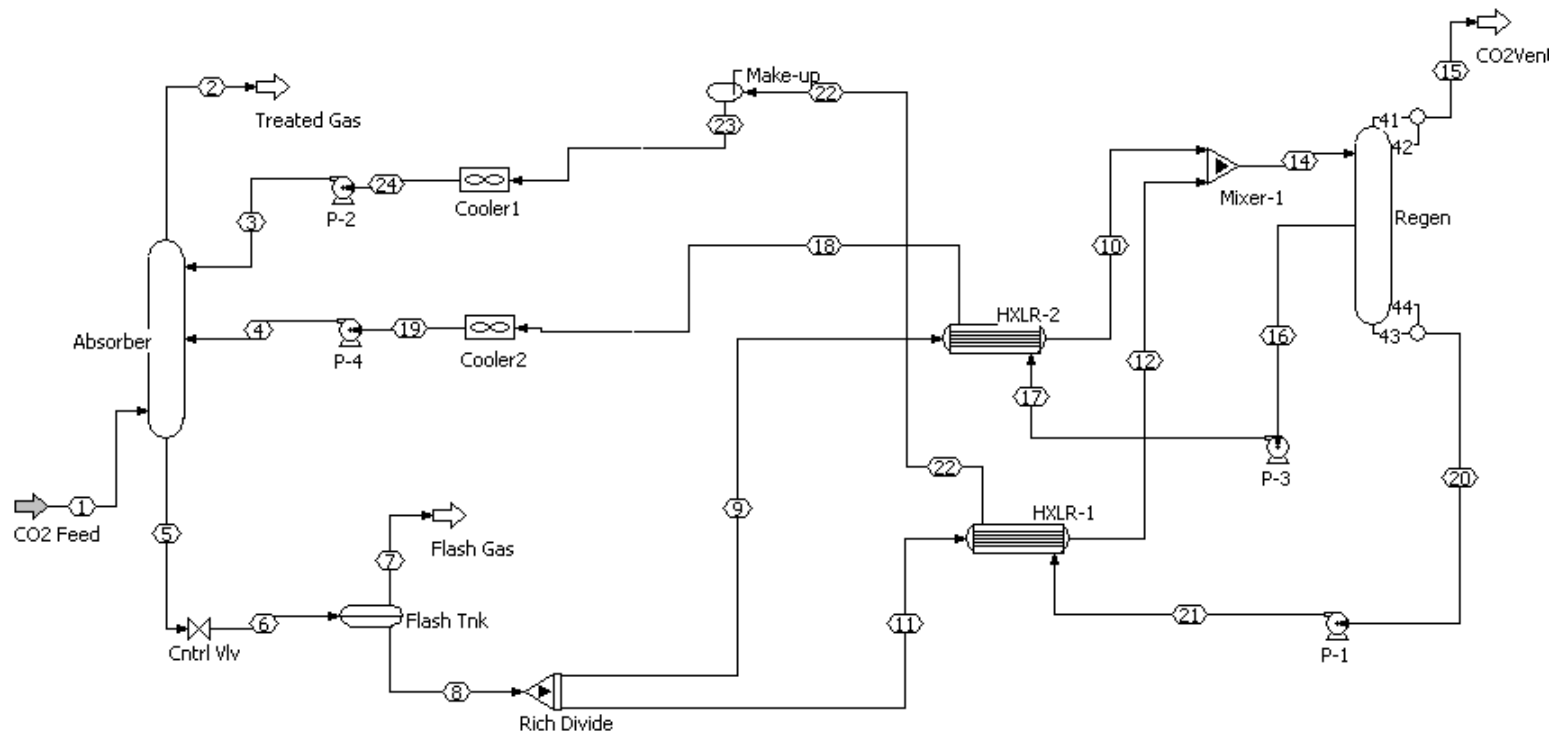 CO2Vent
15
2
Treated Gas
Make-up
22
23
41
42
14
Mixer-1
24
Cooler1
P-2
3
Regen
18
10
Absorber
4
19
P-4
Cooler2
HXLR-2
44
43
16
12
17
P-3
22
20
9
HXLR-1
1
CO2 Feed
5
7
Flash Gas
6
Flash Tnk
11
21
P-1
Cntrl Vlv
8
Rich Divide